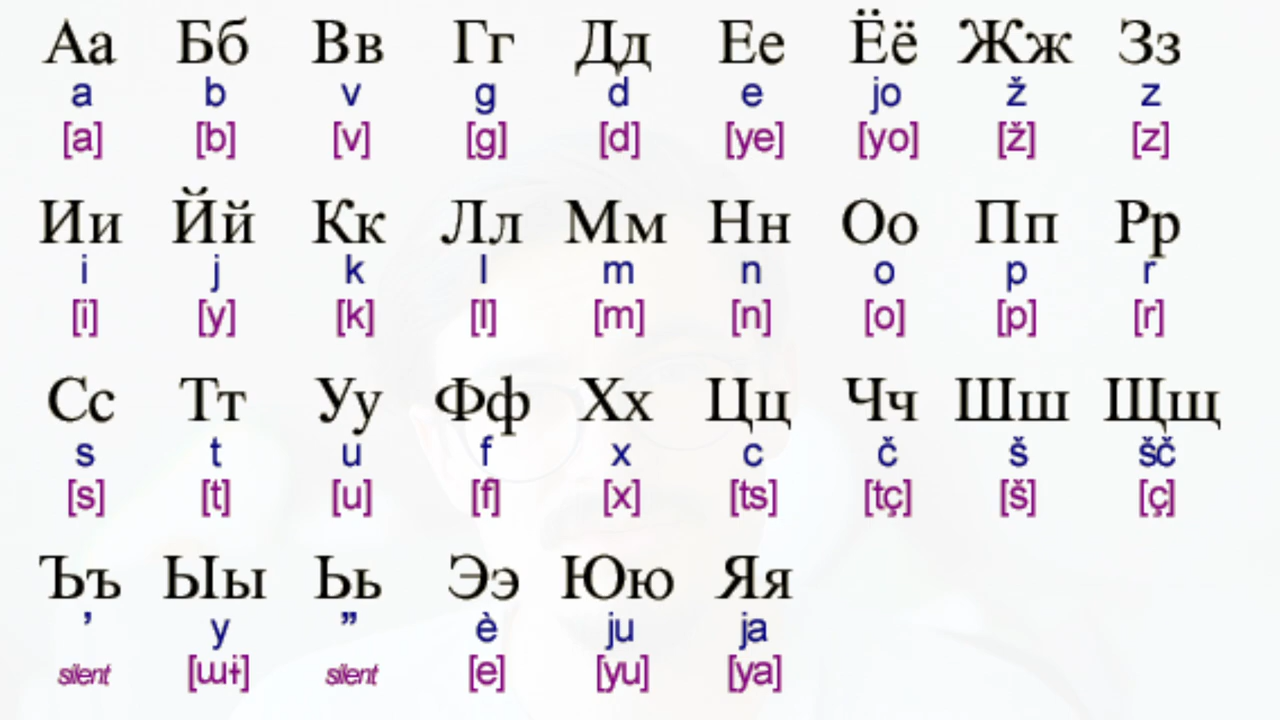 Аа Бб Вв Гг Дд Ее Ёё Жж Зз
a b v g d e jo ž z
[a] [b] [v] [g] [d] [ye] [yo] [ž] [z]
Ии Йй Кк Лл Мм Нн Оо Пп Рр
i j k l m n o p r
[i] [y] [k] [l] [m] [n] [o] [p] [r]
Сс Тт Уу Фф Хх Цц Чч Шш Щщ
s t u f x c č š šč
[s] [t] [u] [f] [x] [ts] [tç] [š] [ç]
Ъъ Ыы Ьь Ээ Юю Яя
’ y ” è ju ja
silent [ɯɨ] silent [e] [yu] [ya]